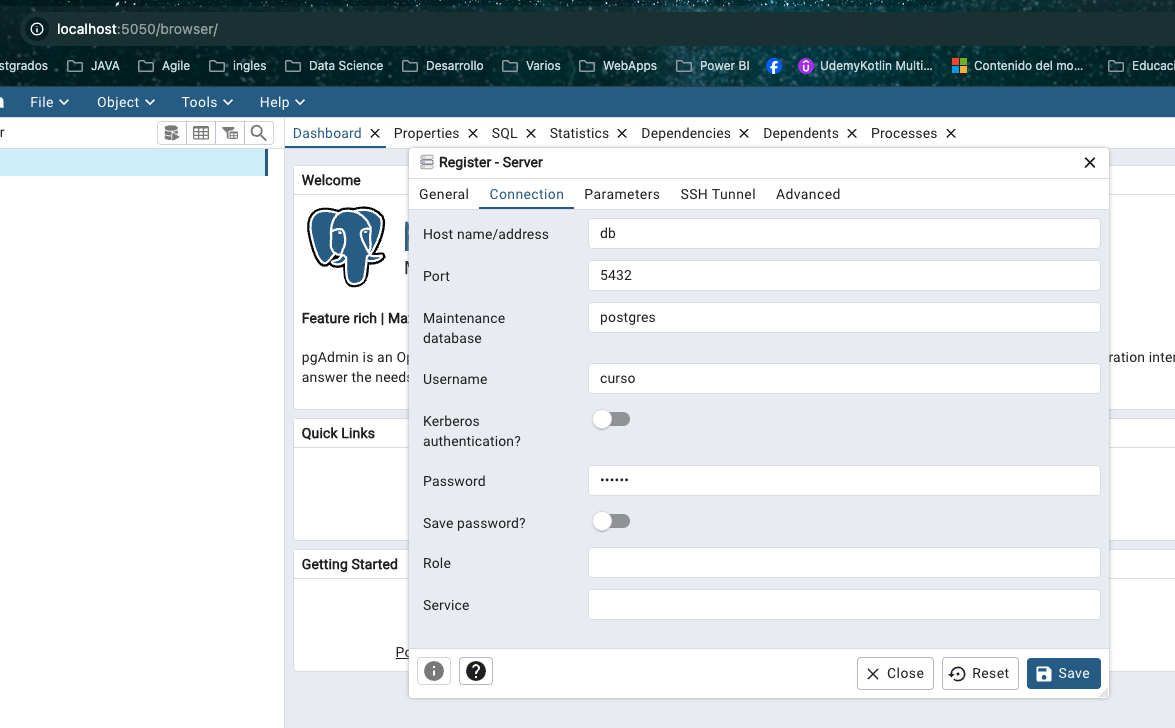 localhost:5050/browser/
stgrados JAVA Agile ingles Data Science Desarrollo Varios WebApps Power BI UdemyKotlin Multi... Contenido del mo... Educaci
File Object Tools Help
r Dashboard Properties SQL Statistics Dependencies Dependents Processes
Register - Server
Welcome
General Connection Parameters SSH Tunnel Advanced
Host name/address db
Port 5432
Feature rich | Ma
Maintenance database postgres
pgAdmin is an Op ration inter
answer the needs
Username curso
Kerberos authentication?
Quick Links
Password ••••••
Save password?
Getting Started
Role
Service
Po
Close Reset Save